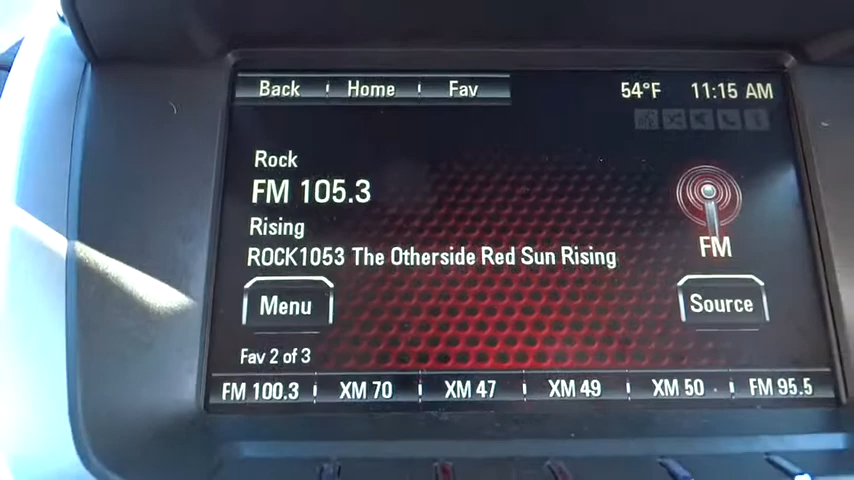 Back Home Fav 54°F 11:15 AM
Rock
FM 105.3
Rising
ROCK1053 The Otherside Red Sun Rising
FM
Menu Source
Fav 2 of 3
FM 100.3 XM 70 XM 47 XM 49 XM 50 FM 95.5